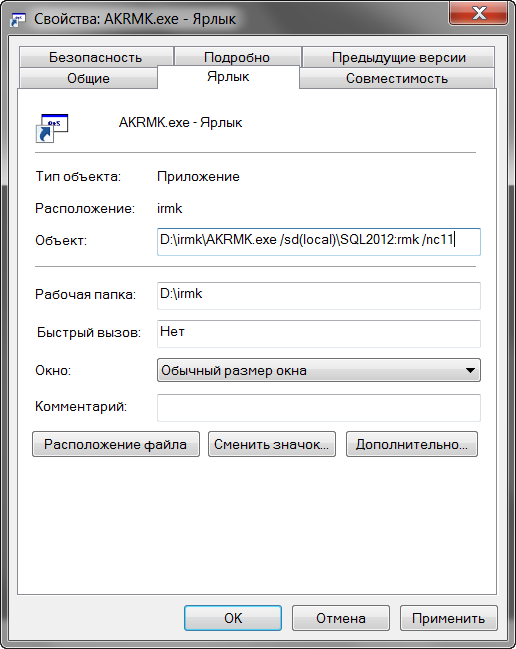 Свойства: AKRMK.exe - Ярлык
Безопасность Подробно Предыдущие версии
Общие Ярлык Совместимость
AKRMK.exe - Ярлык
Тип объекта: Приложение
Расположение: irmk
Объект: D:\irmk\AKRMK.exe /sd(local)\SQL2012:rmk /nc11
Рабочая папка: D:\irmk
Быстрый вызов: Нет
Окно: Обычный размер окна
Комментарий:
Расположение файла Сменить значок... Дополнительно...
OK Отмена Применить